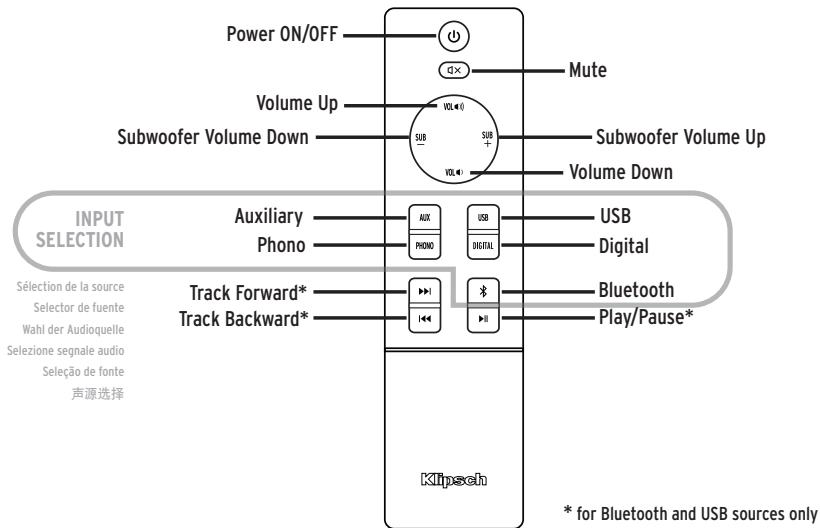 Power ON/OFF
Mute
Volume Up
VOL
Subwoofer Volume Down
SUB
−
SUB
+
Subwoofer Volume Up
VOL
Volume Down
INPUT
SELECTION
Auxiliary
AUX
USB
USB
Phono
PHONO
DIGITAL
Digital
Sélection de la source
Selector de fuente
Wahl der Audioquelle
Selezione segnale audio
Seleção de fonte
声源选择
Track Forward*
Bluetooth
Track Backward*
Play/Pause*
Klipsch
* for Bluetooth and USB sources only